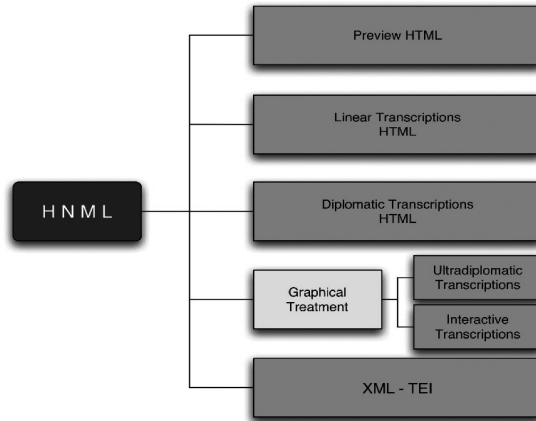 Preview HTML
Linear Transcriptions
HTML
HNML
Diplomatic Transcriptions
HTML
Graphical
Treatment
Ultradiplomatic
Transcriptions
Interactive
Transcriptions
XML - TEI